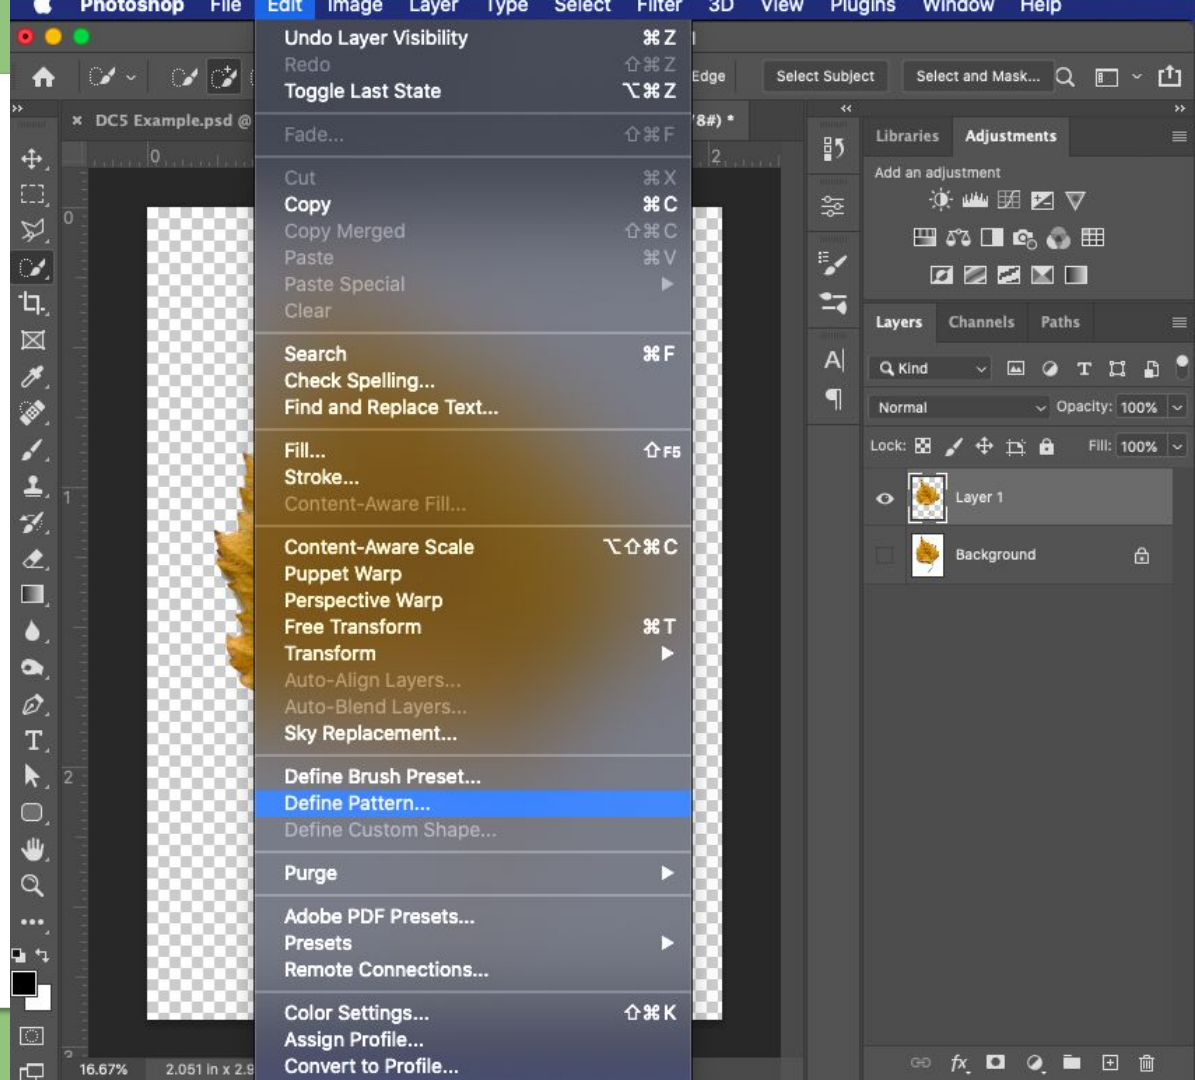 Photoshop File Edit Image Layer Type Select Filter 3D View Plugins Window Help
Edge Select Subject Select and Mask...
DC5 Example.psd @ /8#) *
Undo Layer Visibility ⌘ Z
Redo ⇧⌘ Z
Toggle Last State ⌥⌘ Z
Fade... ⇧⌘ F
Cut ⌘ X
Copy ⌘ C
Copy Merged ⇧⌘ C
Paste ⌘ V
Paste Special
Clear
Search ⌘ F
Check Spelling...
Find and Replace Text...
Fill... ⇧ F5
Stroke...
Content-Aware Fill...
Content-Aware Scale ⌥⇧⌘ C
Puppet Warp
Perspective Warp
Free Transform ⌘ T
Transform
Auto-Align Layers...
Auto-Blend Layers...
Sky Replacement...
Define Brush Preset...
Define Pattern...
Define Custom Shape...
Purge
Adobe PDF Presets...
Presets
Remote Connections...
Color Settings... ⇧⌘ K
Assign Profile...
Convert to Profile...
0 2
0
1
2
3
16.67% 2.051 in x 2.9
Libraries Adjustments
Add an adjustment
Layers Channels Paths
Kind
Normal Opacity: 100%
Lock: Fill: 100%
Layer 1
Background